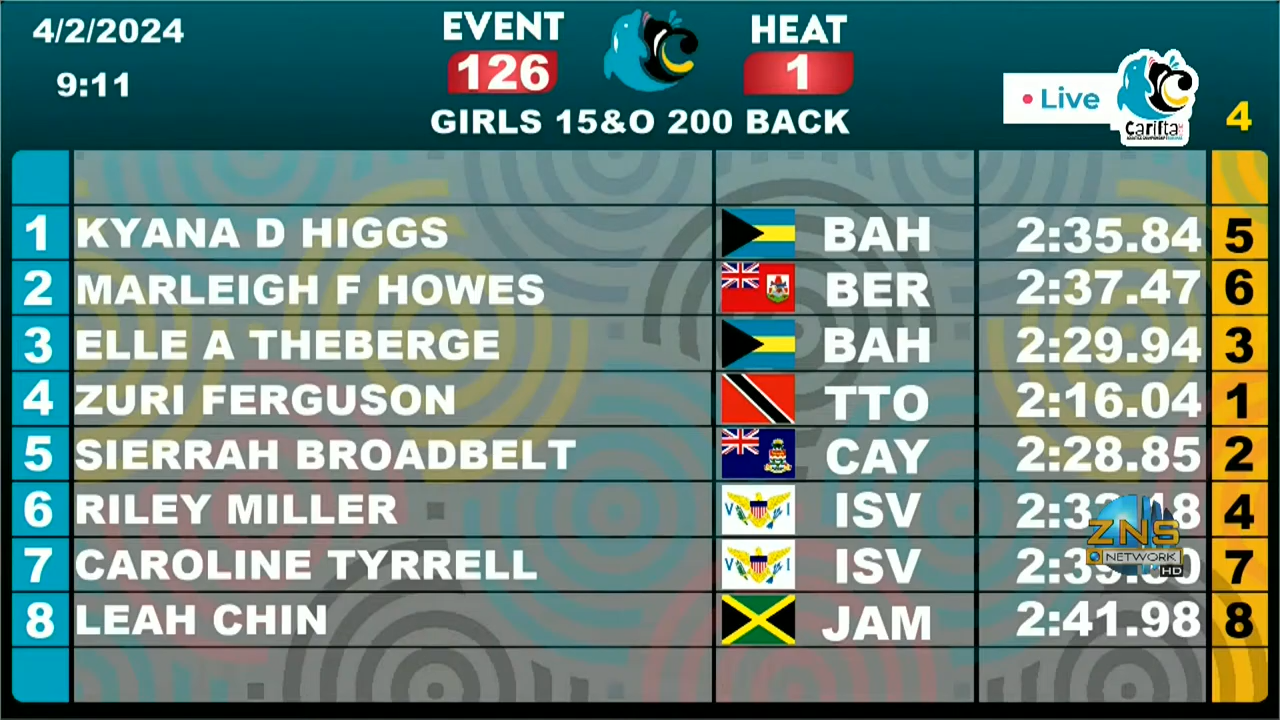 4/2/2024
9:11
EVENT
126
HEAT
1
GIRLS 15&O 200 BACK
Live
Carifta
4
1 KYANA D HIGGS BAH 2:35.84 5
2 MARLEIGH F HOWES BER 2:37.47 6
3 ELLE A THEBERGE BAH 2:29.94 3
4 ZURI FERGUSON TTO 2:16.04 1
5 SIERRAH BROADBELT CAY 2:28.85 2
6 RILEY MILLER ISV 4
7 CAROLINE TYRRELL ISV 7
8 LEAH CHIN JAM 2:41.98 8
ZNS
NETWORK
HD